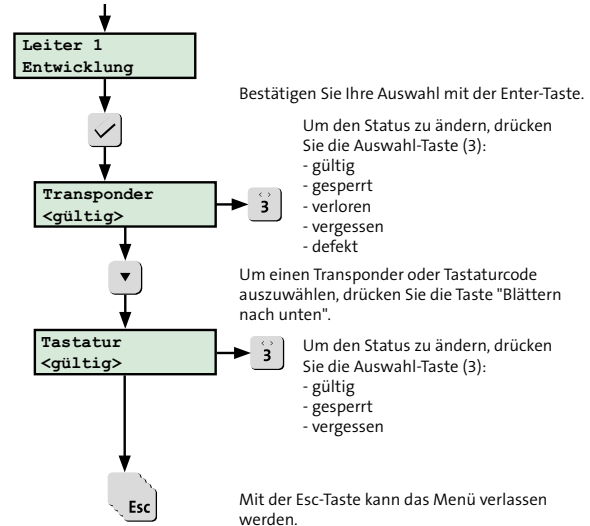 Leiter 1
Entwicklung
Bestätigen Sie Ihre Auswahl mit der Enter-Taste.
Um den Status zu ändern, drücken
Sie die Auswahl-Taste (3):
- gültig
- gesperrt
- verloren
- vergessen
- defekt
Transponder
<gültig>
< >
3
Um einen Transponder oder Tastaturcode
auszuwählen, drücken Sie die Taste "Blättern
nach unten".
Tastatur
<gültig>
< >
3
Um den Status zu ändern, drücken
Sie die Auswahl-Taste (3):
- gültig
- gesperrt
- vergessen
Esc
Mit der Esc-Taste kann das Menü verlassen
werden.